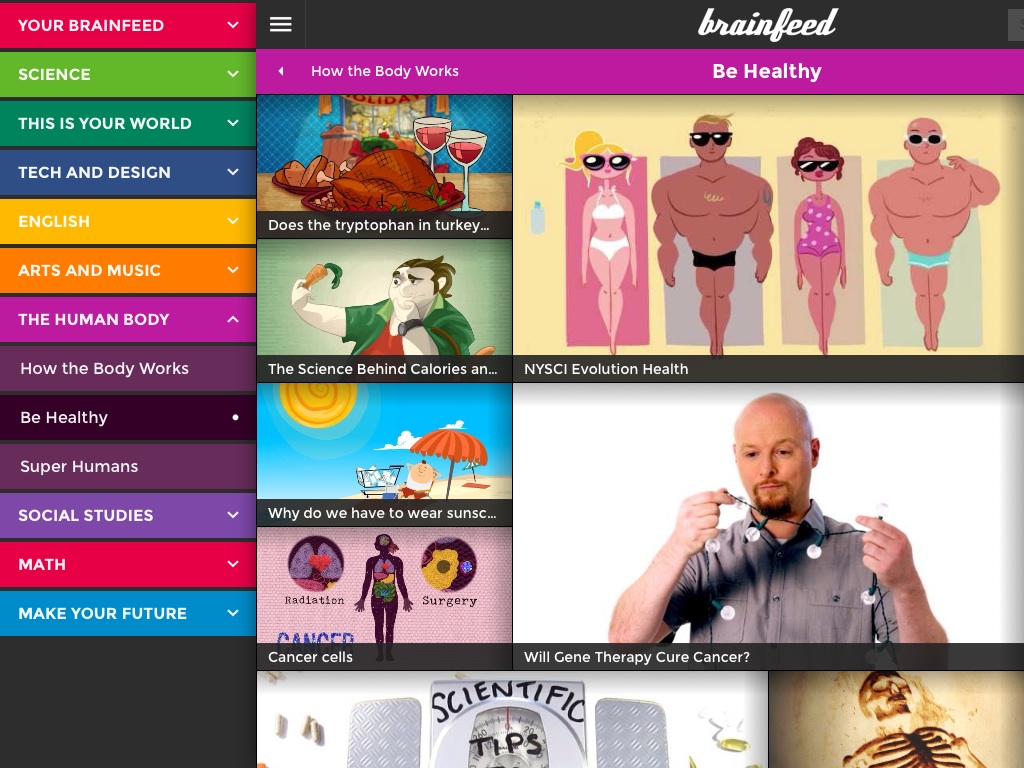 YOUR BRAINFEED
SCIENCE
THIS IS YOUR WORLD
TECH AND DESIGN
ENGLISH
ARTS AND MUSIC
THE HUMAN BODY
How the Body Works
Be Healthy
Super Humans
SOCIAL STUDIES
MATH
MAKE YOUR FUTURE
brainfeed
How the Body Works
Be Healthy
Does the tryptophan in turkey...
The Science Behind Calories an...
Why do we have to wear sunsc...
Radiation
Surgery
CANCER
Cancer cells
NYSCI Evolution Health
Will Gene Therapy Cure Cancer?
SCIENTIFIC
TIPS